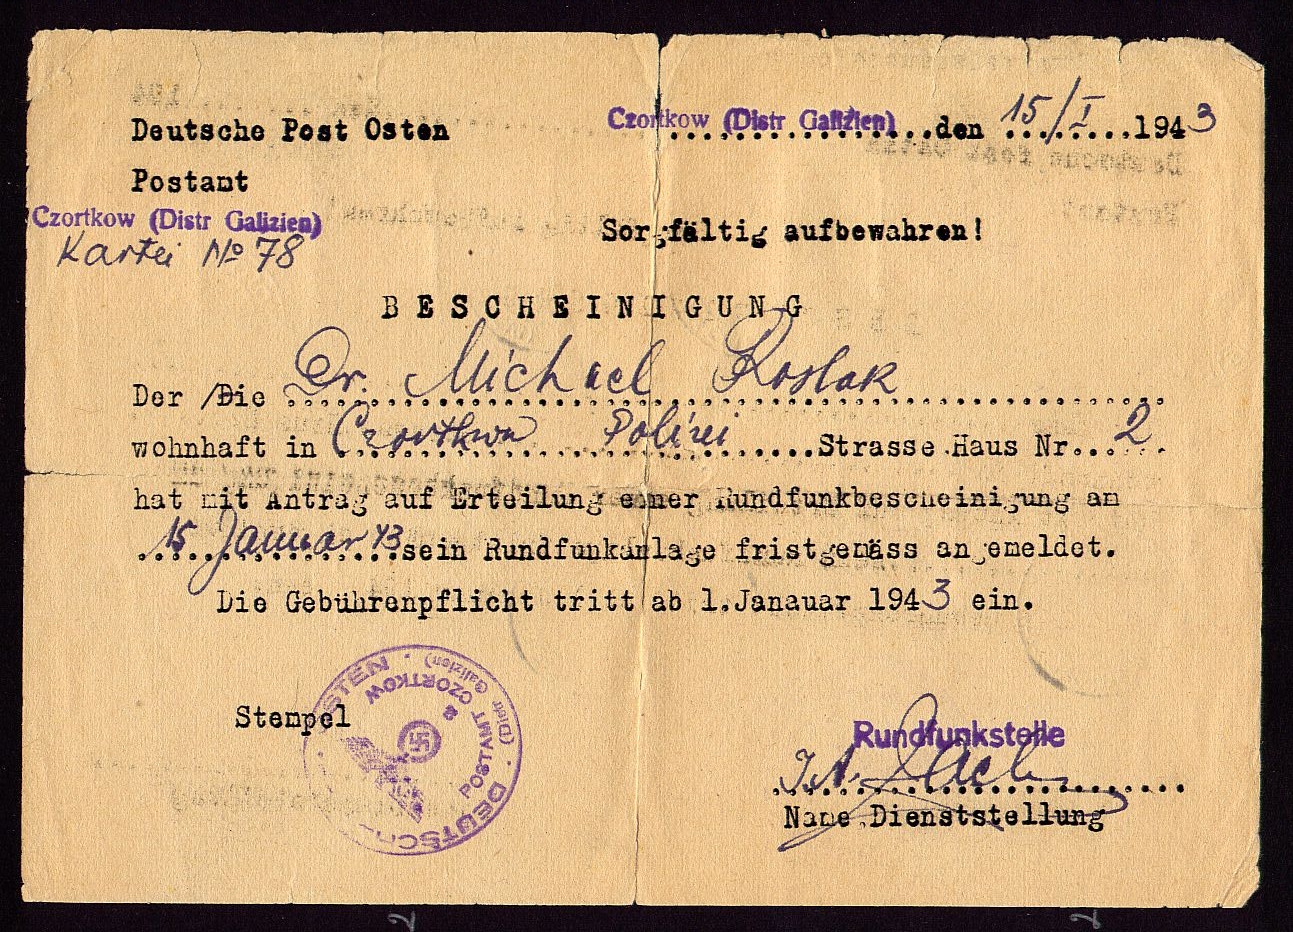 Deutsche Post Osten
Czortkow (Distr Galizien) den 15/I 1943
Postamt
Czortkow (Distr Galizien)
Kartei No 78
Sorgfältig aufbewahren!
BESCHEINIGUNG
Der /Die Dr. Michael Roslak
wohnhaft in Czortkow Polizei Strasse Haus Nr. 2
hat mit Antrag auf Erteilung einer Rundfunkbescheinigung am
15 Januar 43 sein Rundfunkanlage fristgemäss angemeldet.
Die Gebührenpflicht tritt ab 1.Janauar 1943 ein.
Stempel
DEUTSCHE POST OSTEN
POSTAMT CZORTKOW
(Distr Galizien)
a
Rundfunkstelle
I.A.
Name Dienststellung
2
2